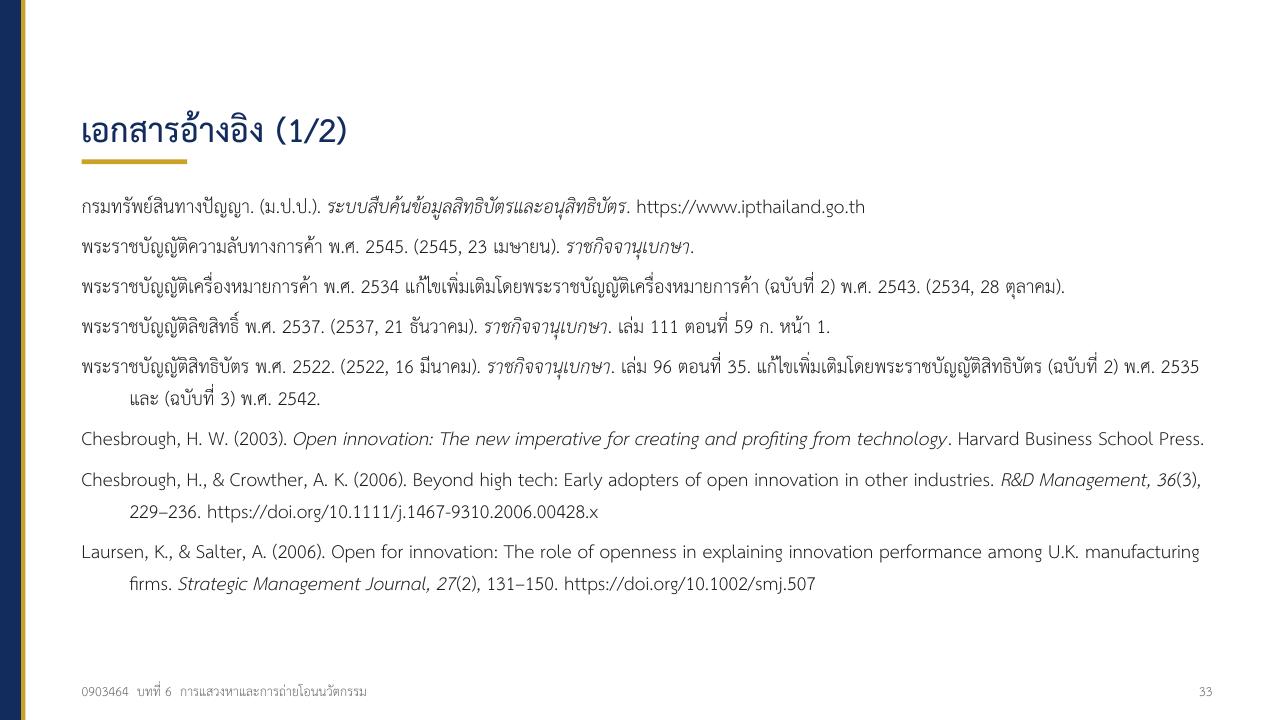 เอกสารอ้างอิง (1/2)
กรมทรัพย์สินทางปัญญา. (ม.ป.ป.). ระบบสืบค้นข้อมูลสิทธิบัตรและอนุสิทธิบัตร. https://www.ipthailand.go.th
พระราชบัญญัติความลับทางการค้า พ.ศ. 2545. (2545, 23 เมษายน). ราชกิจจานุเบกษา.
พระราชบัญญัติเครื่องหมายการค้า พ.ศ. 2534 แก้ไขเพิ่มเติมโดยพระราชบัญญัติเครื่องหมายการค้า (ฉบับที่ 2) พ.ศ. 2543. (2534, 28 ตุลาคม).
พระราชบัญญัติลิขสิทธิ์ พ.ศ. 2537. (2537, 21 ธันวาคม). ราชกิจจานุเบกษา. เล่ม 111 ตอนที่ 59 ก. หน้า 1.
พระราชบัญญัติสิทธิบัตร พ.ศ. 2522. (2522, 16 มีนาคม). ราชกิจจานุเบกษา. เล่ม 96 ตอนที่ 35. แก้ไขเพิ่มเติมโดยพระราชบัญญัติสิทธิบัตร (ฉบับที่ 2) พ.ศ. 2535
และ (ฉบับที่ 3) พ.ศ. 2542.
Chesbrough, H. W. (2003). Open innovation: The new imperative for creating and profiting from technology. Harvard Business School Press.
Chesbrough, H., & Crowther, A. K. (2006). Beyond high tech: Early adopters of open innovation in other industries. R&D Management, 36(3),
229–236. https://doi.org/10.1111/j.1467-9310.2006.00428.x
Laursen, K., & Salter, A. (2006). Open for innovation: The role of openness in explaining innovation performance among U.K. manufacturing
firms. Strategic Management Journal, 27(2), 131–150. https://doi.org/10.1002/smj.507
0903464 บทที่ 6 การแสวงหาและการถ่ายโอนนวัตกรรม
33